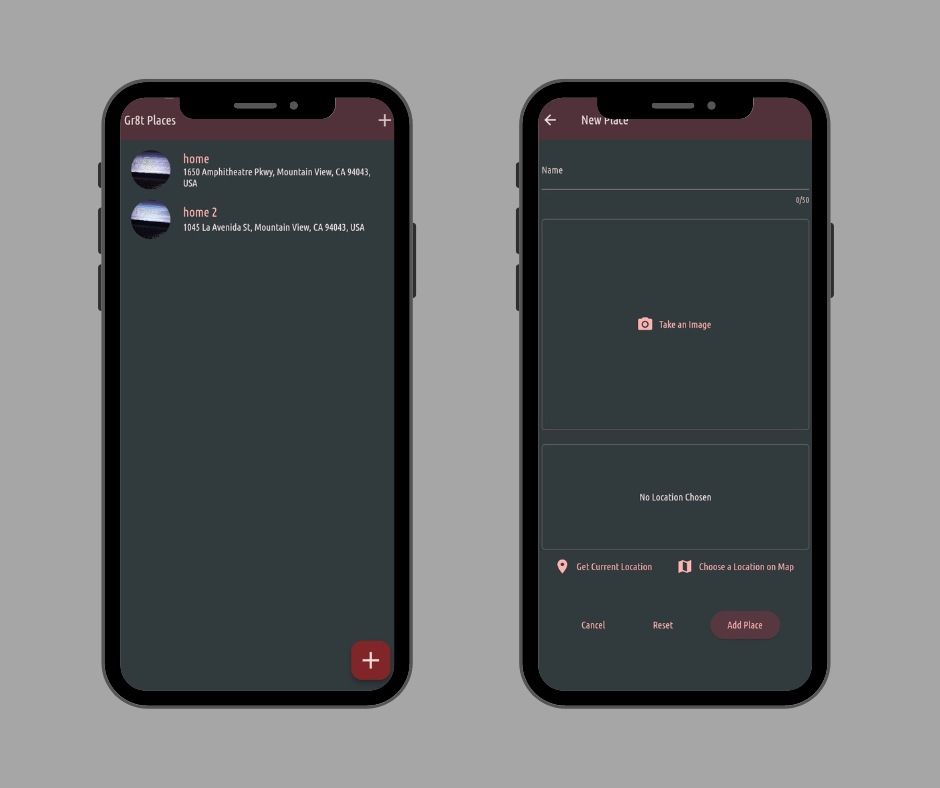 Gr8t Places
home
1650 Amphitheatre Pkwy, Mountain View, CA 94043,
USA
home 2
1045 La Avenida St, Mountain View, CA 94043, USA
New Place
Name
0/50
Take an Image
No Location Chosen
Get Current Location
Choose a Location on Map
Cancel
Reset
Add Place